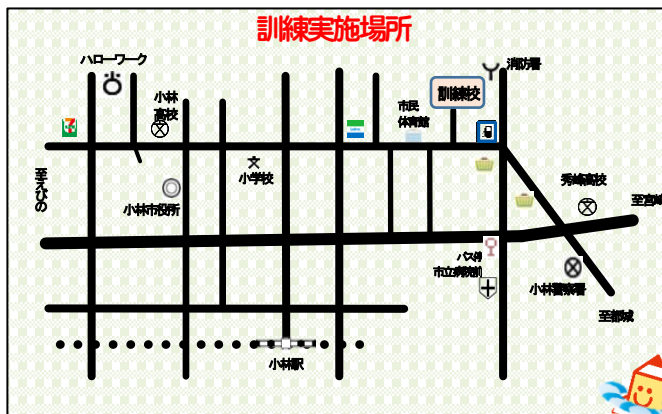 訓練実施場所
ハローワーク
消防署
小林
高校
訓練校
市民
体育館
7
小学校
秀峰高校
至えびの
小林市役所
至宮崎
バス停
市立病院前
小林警察署
至都城
小林駅